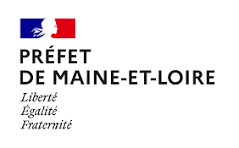 PRÉFET
DE MAINE-ET-LOIRE
Liberté
Égalité
Fraternité